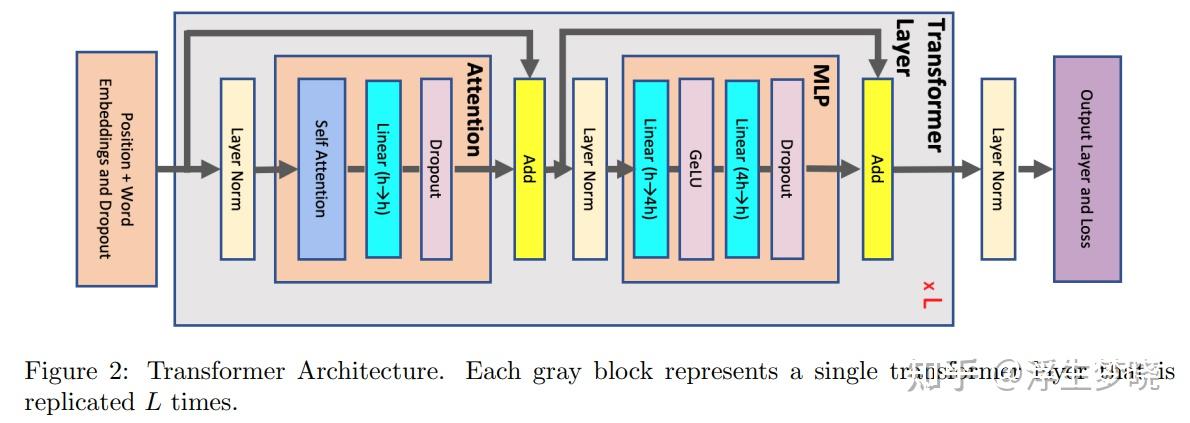 Position + Word
Embeddings and Dropout
Layer Norm
Attention
Self Attention
Linear (h→h)
Dropout
Add
Layer Norm
MLP
Linear (h→4h)
GeLU
Linear (4h→h)
Dropout
Add
Transformer
Layer
x L
Layer Norm
Output Layer and Loss
Figure 2: Transformer Architecture. Each gray block represents a single transformer layer that is
replicated L times.
知乎 @浮生梦晓